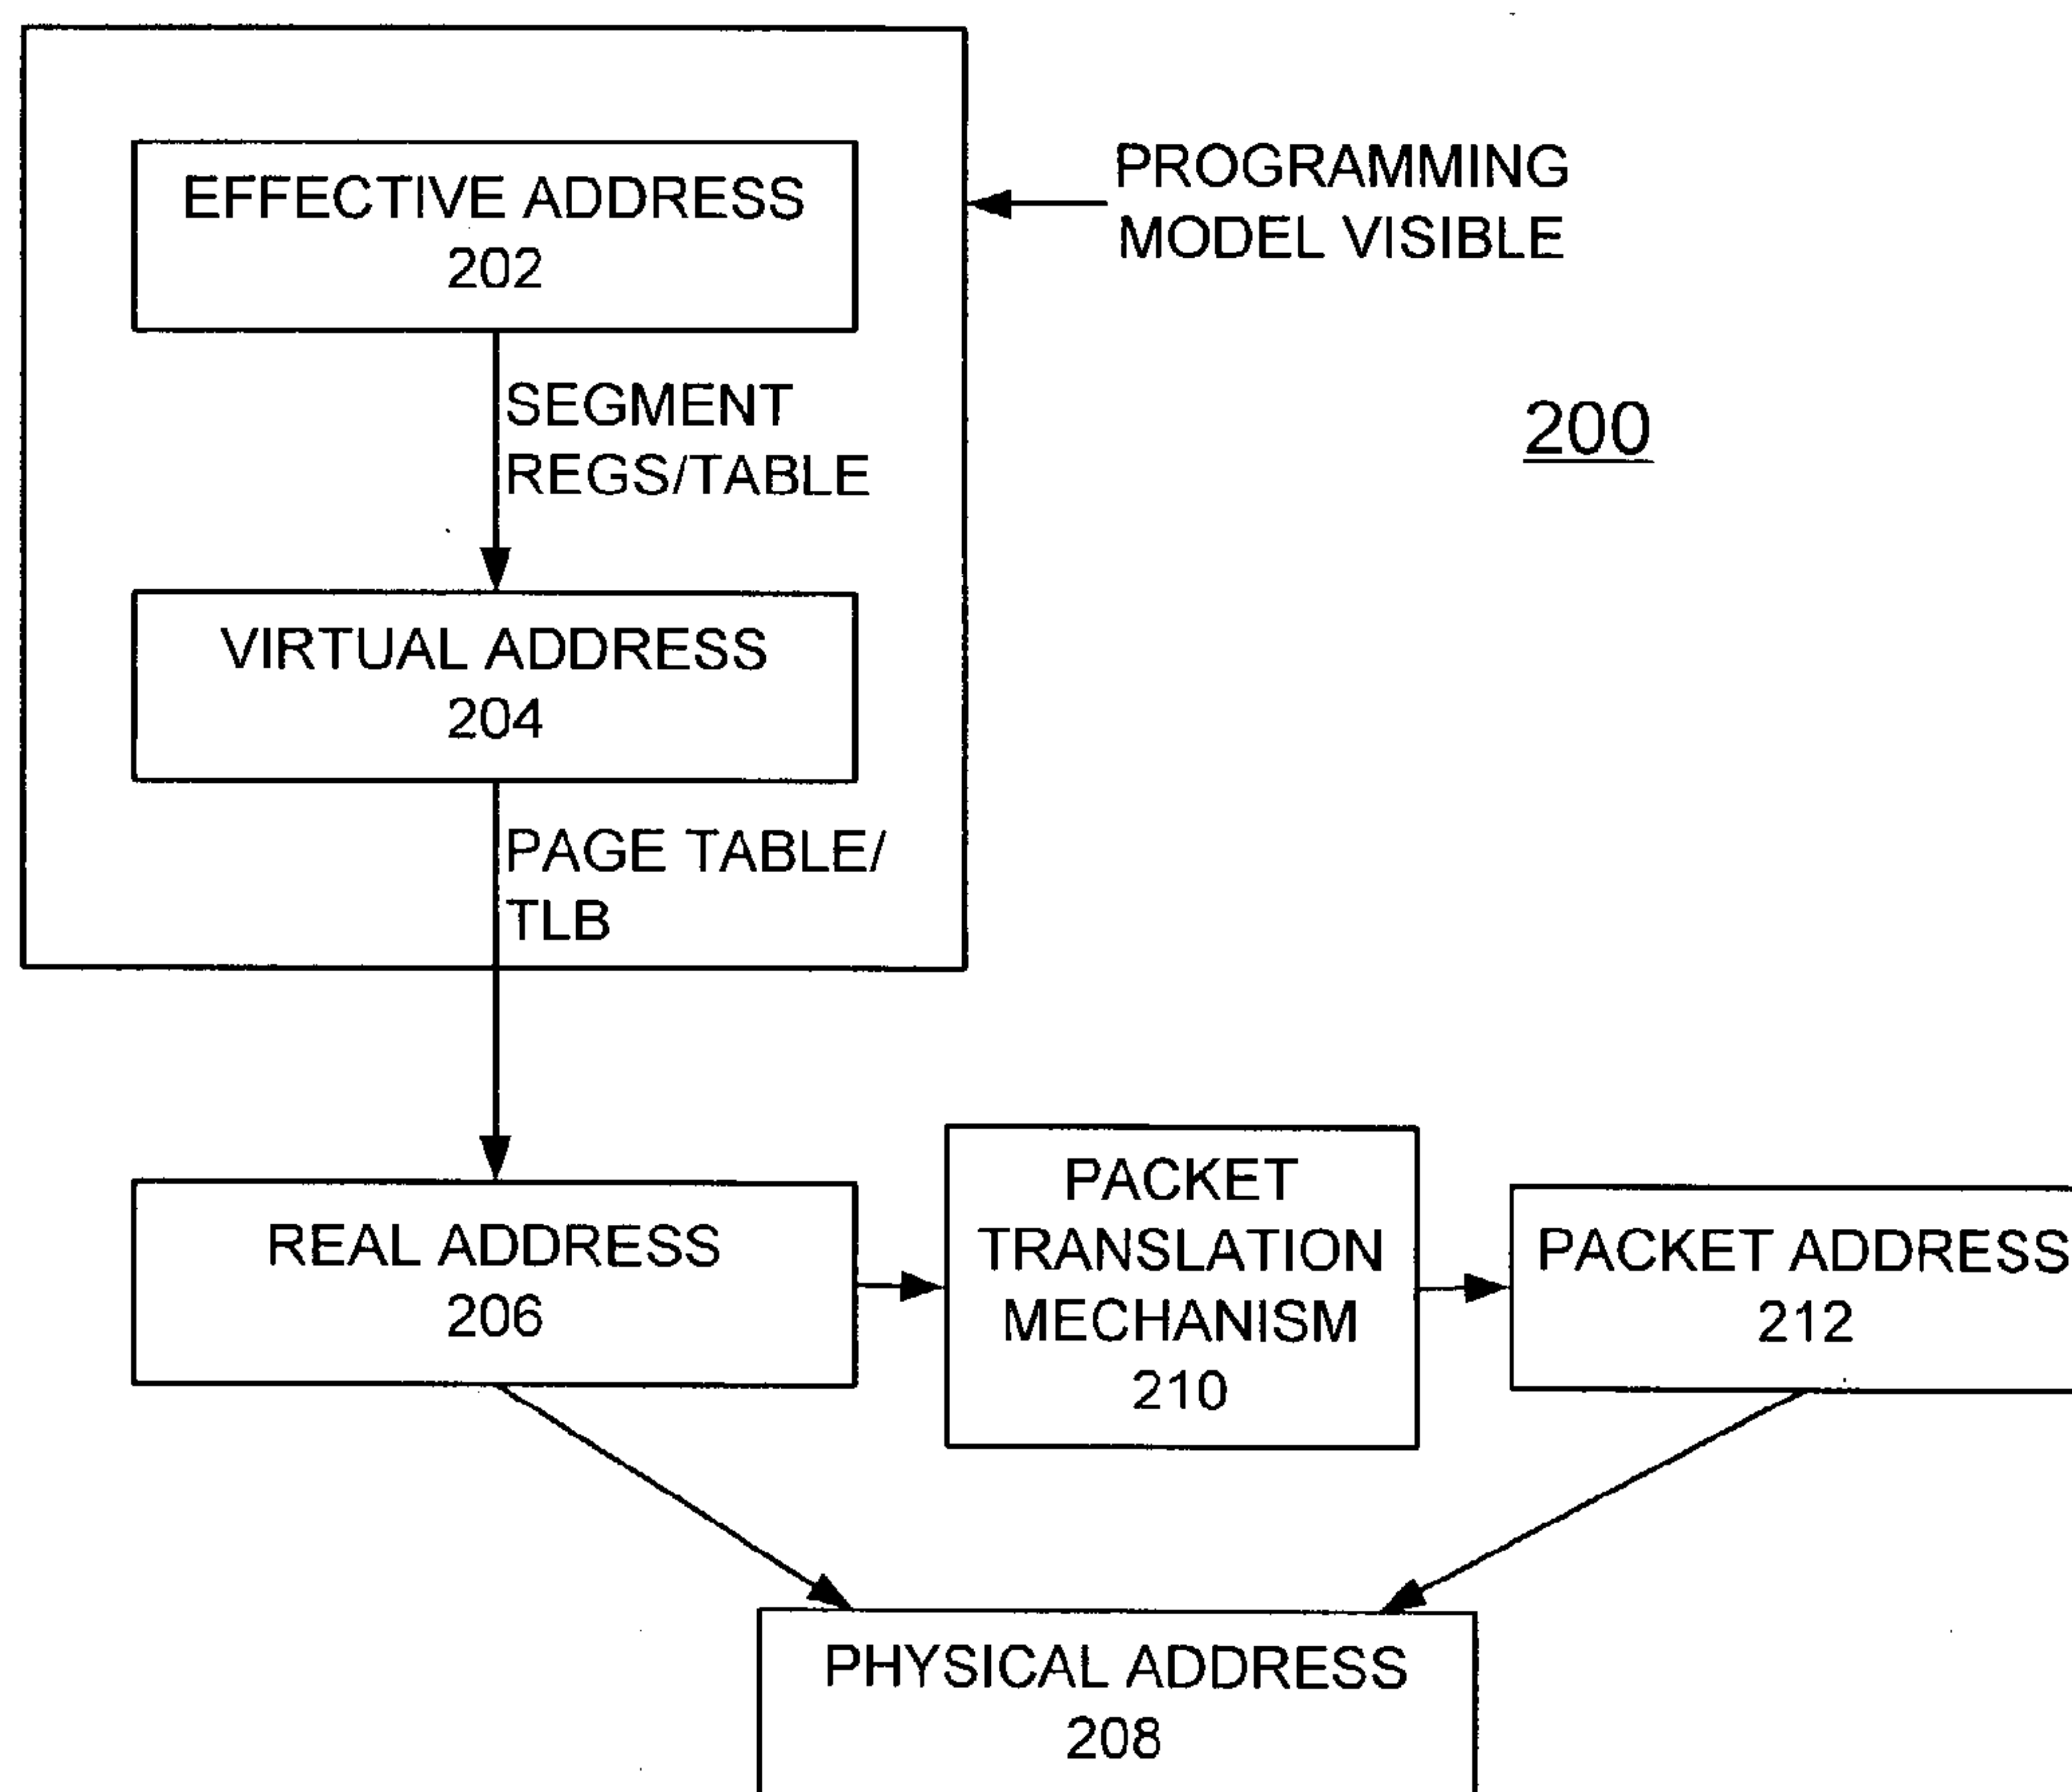 EFFECTIVE ADDRESS
202
PROGRAMMING
MODEL VISIBLE
SEGMENT
REGS/TABLE
200
VIRTUAL ADDRESS
204
PAGE TABLE/
TLB
REAL ADDRESS
206
PACKET
TRANSLATION
MECHANISM
210
PACKET ADDRESS
212
PHYSICAL ADDRESS
208